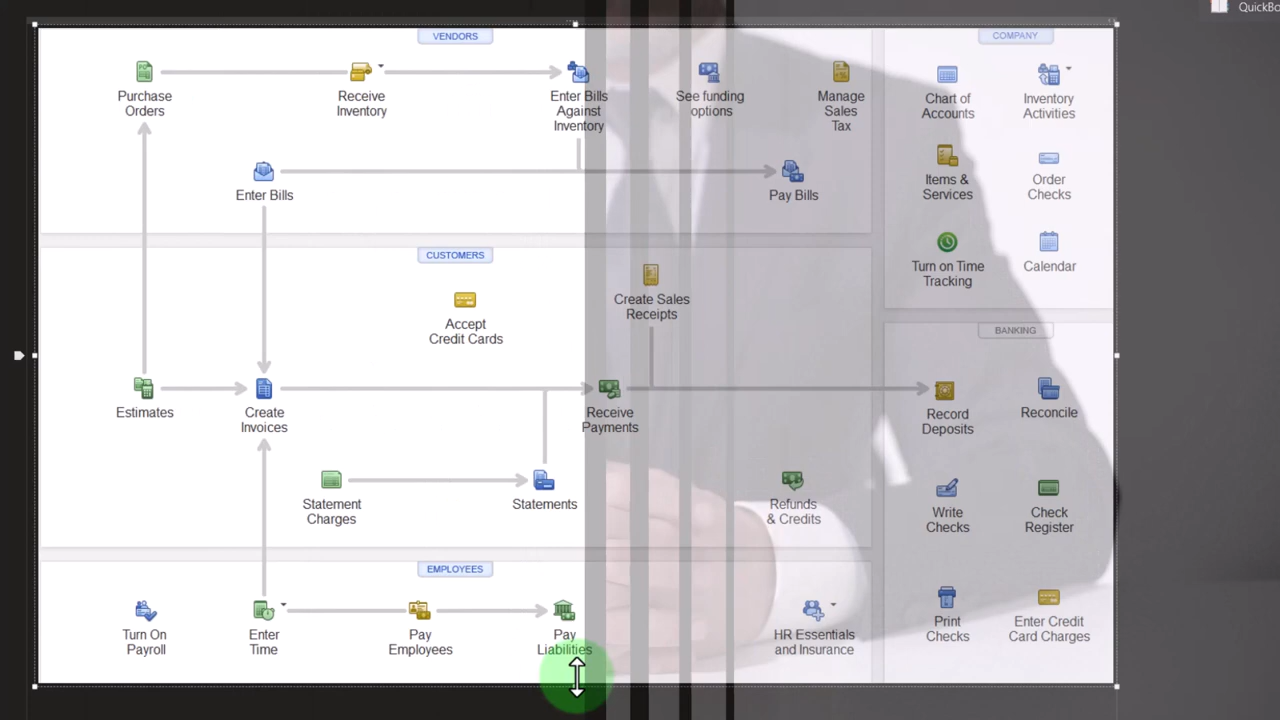 QuickBo
VENDORS
COMPANY
Purchase
Orders
Receive
Inventory
Enter Bills
Against
Inventory
See funding
options
Manage
Sales
Tax
Chart of
Accounts
Inventory
Activities
Enter Bills
Pay Bills
Items &
Services
Order
Checks
CUSTOMERS
Turn on Time
Tracking
Calendar
Accept
Credit Cards
Create Sales
Receipts
BANKING
Estimates
Create
Invoices
Receive
Payments
Record
Deposits
Reconcile
Statement
Charges
Statements
Refunds
& Credits
Write
Checks
Check
Register
EMPLOYEES
Turn On
Payroll
Enter
Time
Pay
Employees
Pay
Liabilities
HR Essentials
and Insurance
Print
Checks
Enter Credit
Card Charges